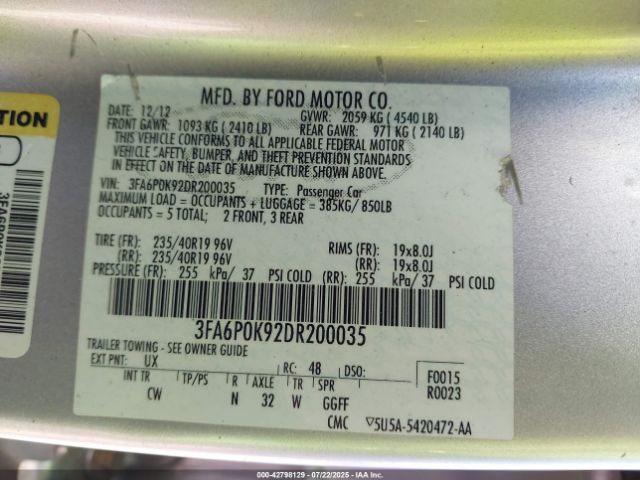 MFD. BY FORD MOTOR CO.
DATE: 12/12 GVWR: 2059 KG ( 4540 LB)
FRONT GAWR: 1093 KG ( 2410 LB) REAR GAWR: 971 KG ( 2140 LB)
THIS VEHICLE CONFORMS TO ALL APPLICABLE FEDERAL MOTOR
VEHICLE SAFETY, BUMPER, AND THEFT PREVENTION STANDARDS
IN EFFECT ON THE DATE OF MANUFACTURE SHOWN ABOVE.
VIN: 3FA6P0K92DR200035 TYPE: Passenger Car
MAXIMUM LOAD = OCCUPANTS + LUGGAGE = 385KG/ 850LB
OCCUPANTS = 5 TOTAL; 2 FRONT, 3 REAR
TIRE (FR): 235/40R19 96V RIMS (FR): 19x8.0J
(RR): 235/40R19 96V (RR): 19x8.0J
PRESSURE (FR): 255 kPa/ 37 PSI COLD (RR): 255 kPa/ 37 PSI COLD
3FA6P0K92DR200035
TRAILER TOWING - SEE OWNER GUIDE
EXT PNT: UX RC: 48 DSO:
F0015
R0023
INT TR TP/PS R AXLE TR SPR
CW N 32 W GGFF
CMC ▽5U5A-5420472-AA
TION
000-42798129 - 07/22/2025 - IAAI.COM